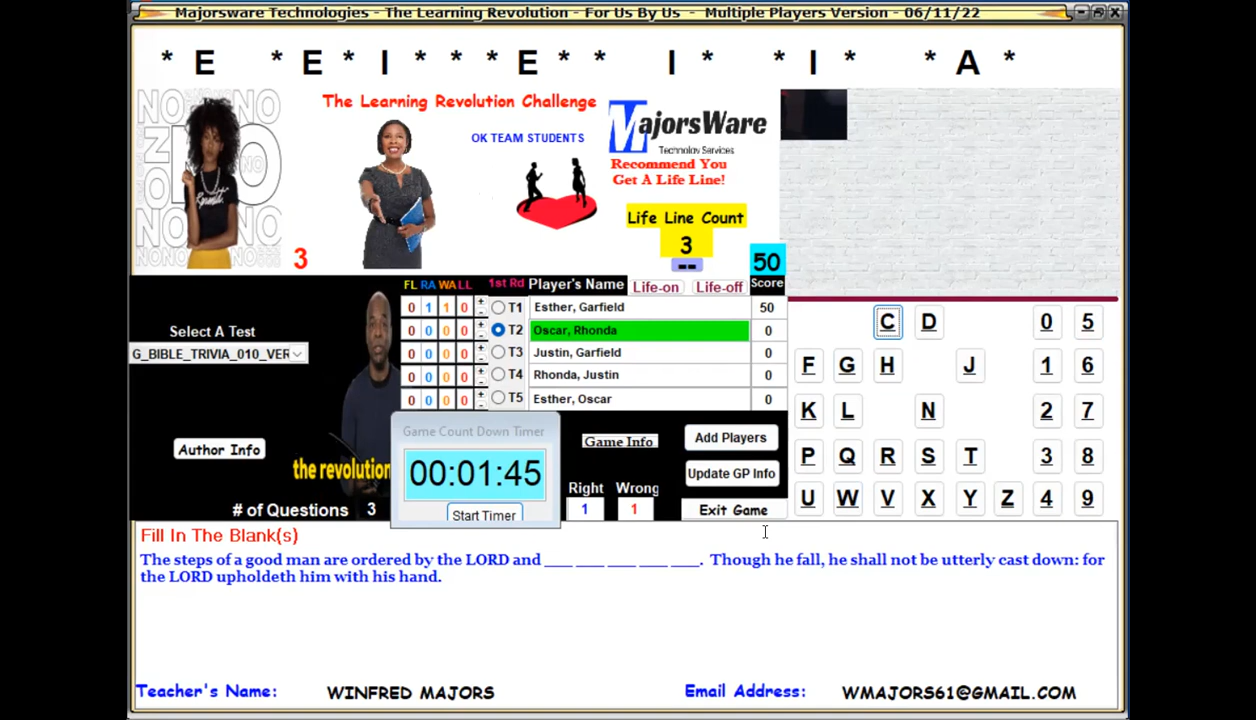 Majorsware Technologies - The Learning Revolution - For Us By Us - Multiple Players Version - 06/11/22
* E * E * I * * * E * * I * * I * * A *
The Learning Revolution Challenge
OK TEAM STUDENTS
MajorsWare
Technology Services
Recommend You
Get A Life Line!
Life Line Count
3
--
50
3
FL RA WA LL 1st Rd Player's Name Life-on Life-off Score
0 1 1 0 + - T1 Esther, Garfield 50
0 0 0 0 + - T2 Oscar, Rhonda 0
0 0 0 0 + - T3 Justin, Garfield 0
0 0 0 0 + - T4 Rhonda, Justin 0
0 0 0 0 + - T5 Esther, Oscar 0
Select A Test
G_BIBLE_TRIVIA_010_VER
Author Info
the revolution
# of Questions 3
Game Count Down Timer
00:01:45
Start Timer
Game Info
Right Wrong
1 1
Add Players
Update GP Info
Exit Game
C D 0 5
F G H J 1 6
K L N 2 7
P Q R S T 3 8
U W V X Y Z 4 9
Fill In The Blank(s)
The steps of a good man are ordered by the LORD and ____ ____ ____ ____ ____. Though he fall, he shall not be utterly cast down: for
the LORD upholdeth him with his hand.
Teacher's Name: WINFRED MAJORS Email Address: WMAJORS61@GMAIL.COM